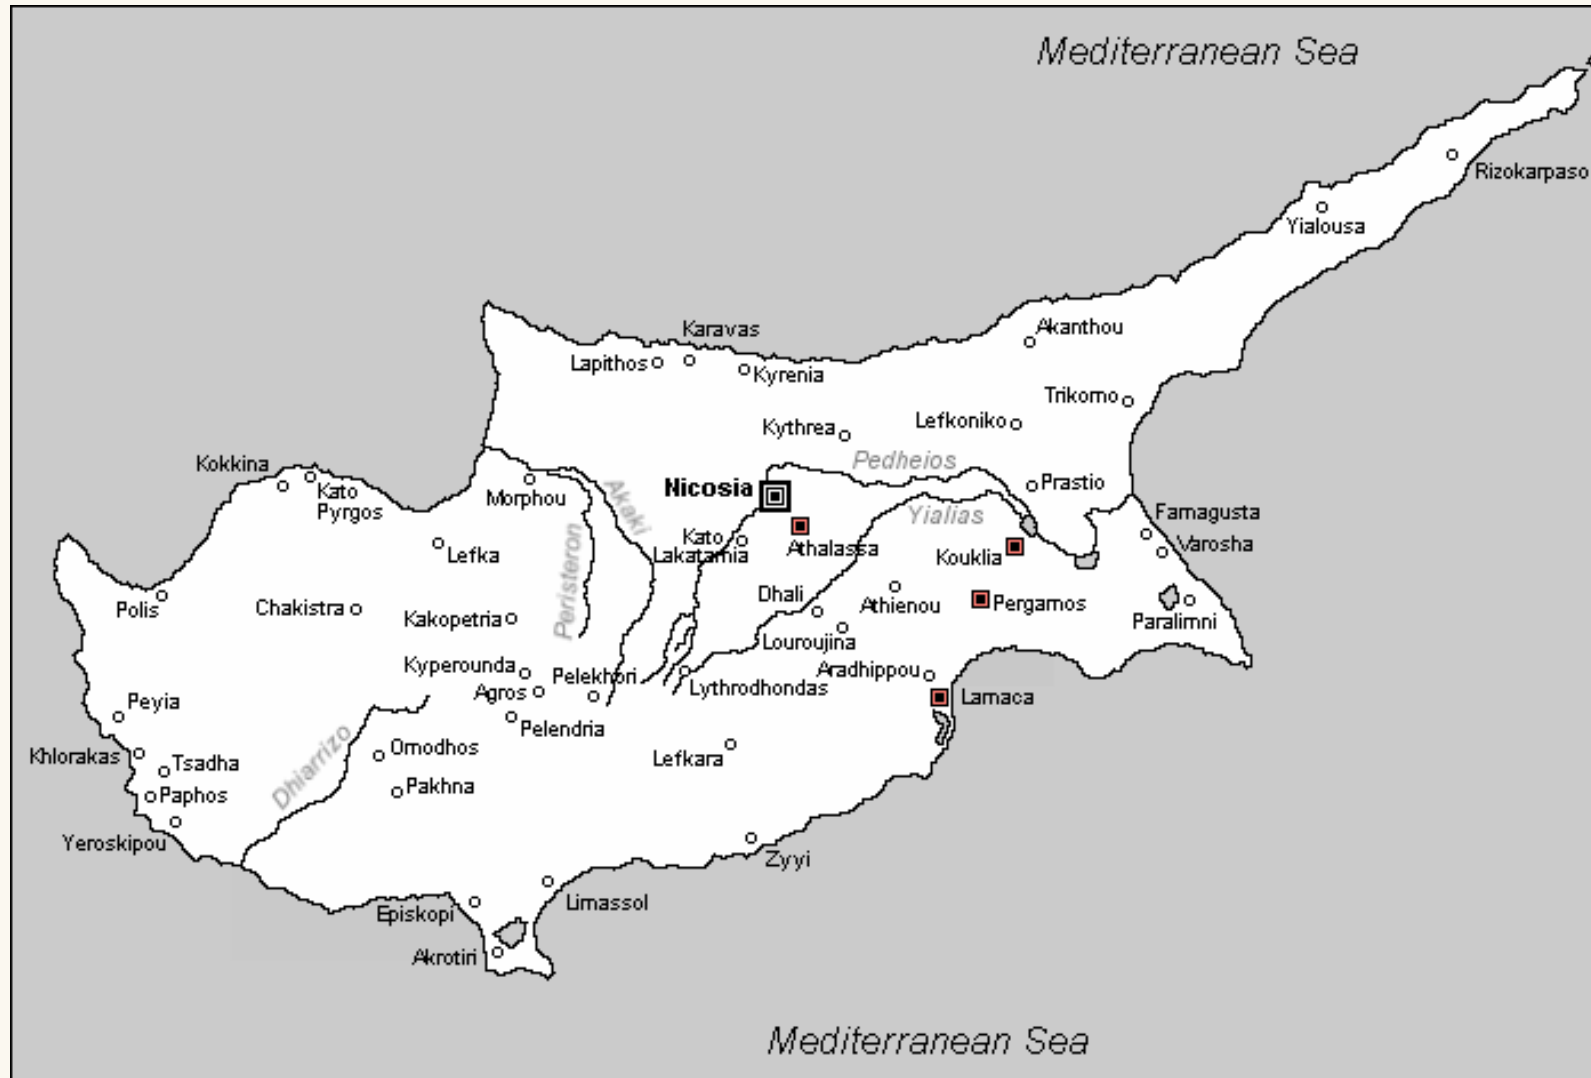 Mediterranean Sea
Rizokarpaso
Yialousa
Karavas
Akanthou
Lapithos
Kyrenia
Trikomo
Lefkoniko
Kythrea
Kokkina
Pedheios
Kato
Pyrgos
Morphou
Akaki
Nicosia
Prastio
Yialias
Famagusta
Varosha
Kato
Lakatamia
Athalassa
Kouklia
Lefka
Peristeron
Polis
Chakistra
Kakopetria
Dhali
Athienou
Pergamos
Paralimni
Louroujina
Kyperounda
Pelekhori
Aradhippou
Agros
Lythrodhondas
Larnaca
Peyia
Pelendria
Dhiarrizo
Omodhos
Khlorakas
Tsadha
Lefkara
Paphos
Pakhna
Yeroskipou
Zyyi
Episkopi
Limassol
Akrotiri
Mediterranean Sea